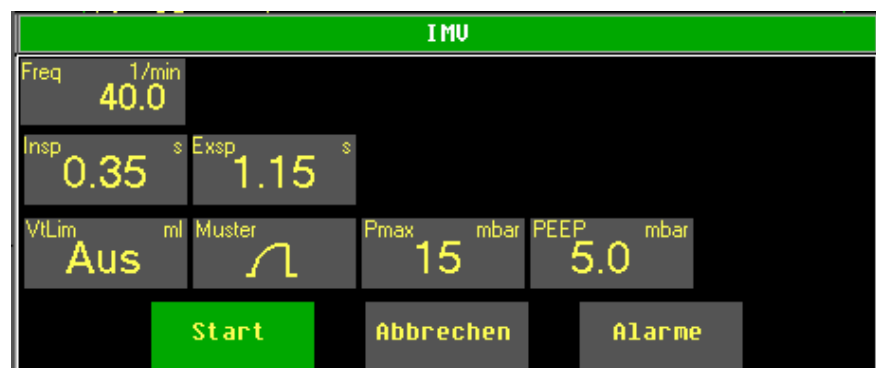 IMV
Freq 1/min
40.0
Insp s Exsp s
0.35 1.15
VtLim ml Muster Pmax mbar PEEP mbar
Aus 15 5.0
Start Abbrechen Alarme